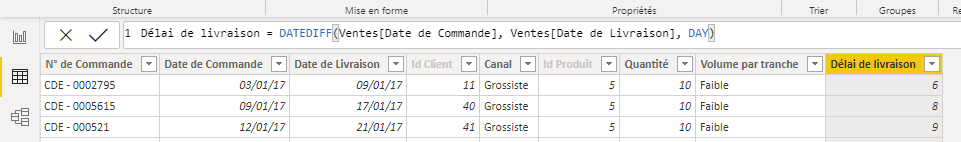 Structure Mise en forme Propriétés Trier Groupes
1 Délai de livraison = DATEDIFF(Ventes[Date de Commande], Ventes[Date de Livraison], DAY)
N° de Commande Date de Commande Date de Livraison Id Client Canal Id Produit Quantité Volume par tranche Délai de livraison
CDE - 0002795 03/01/17 09/01/17 11 Grossiste 5 10 Faible 6
CDE - 0005615 09/01/17 17/01/17 40 Grossiste 5 10 Faible 8
CDE - 000521 12/01/17 21/01/17 41 Grossiste 5 10 Faible 9